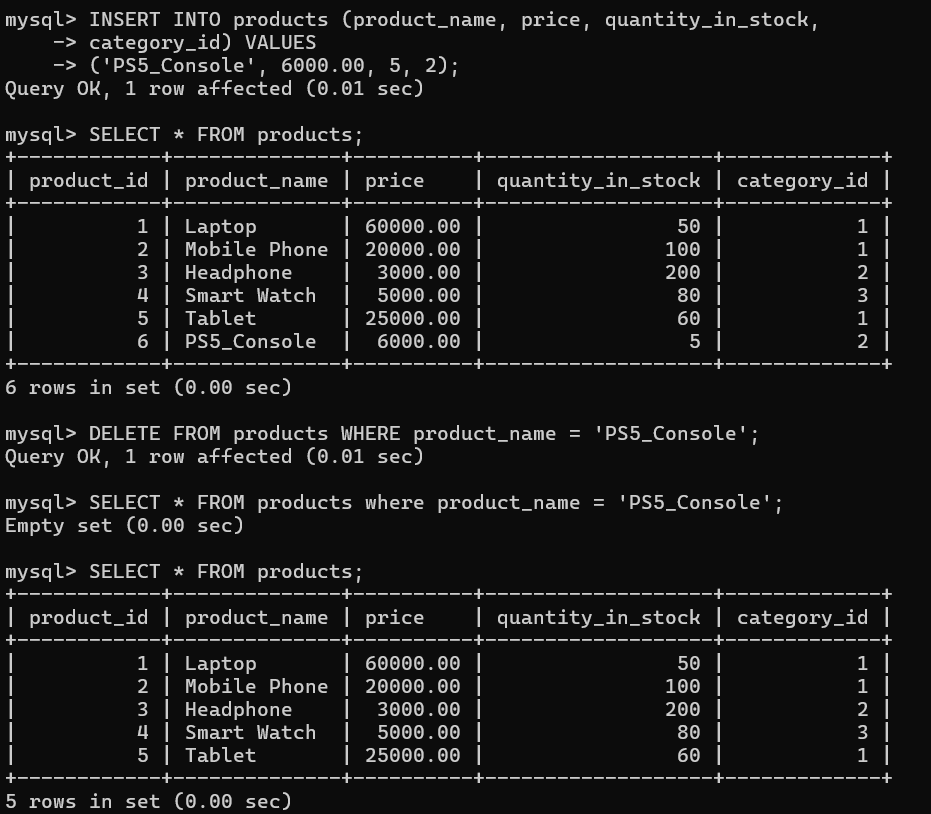 mysql> INSERT INTO products (product_name, price, quantity_in_stock,
    -> category_id) VALUES
    -> ('PS5_Console', 6000.00, 5, 2);
Query OK, 1 row affected (0.01 sec)

mysql> SELECT * FROM products;
+------------+--------------+----------+-------------------+-------------+
| product_id | product_name | price    | quantity_in_stock | category_id |
+------------+--------------+----------+-------------------+-------------+
|          1 | Laptop       | 60000.00 |                50 |           1 |
|          2 | Mobile Phone | 20000.00 |               100 |           1 |
|          3 | Headphone    |  3000.00 |               200 |           2 |
|          4 | Smart Watch  |  5000.00 |                80 |           3 |
|          5 | Tablet       | 25000.00 |                60 |           1 |
|          6 | PS5_Console  |  6000.00 |                 5 |           2 |
+------------+--------------+----------+-------------------+-------------+
6 rows in set (0.00 sec)

mysql> DELETE FROM products WHERE product_name = 'PS5_Console';
Query OK, 1 row affected (0.01 sec)

mysql> SELECT * FROM products where product_name = 'PS5_Console';
Empty set (0.00 sec)

mysql> SELECT * FROM products;
+------------+--------------+----------+-------------------+-------------+
| product_id | product_name | price    | quantity_in_stock | category_id |
+------------+--------------+----------+-------------------+-------------+
|          1 | Laptop       | 60000.00 |                50 |           1 |
|          2 | Mobile Phone | 20000.00 |               100 |           1 |
|          3 | Headphone    |  3000.00 |               200 |           2 |
|          4 | Smart Watch  |  5000.00 |                80 |           3 |
|          5 | Tablet       | 25000.00 |                60 |           1 |
+------------+--------------+----------+-------------------+-------------+
5 rows in set (0.00 sec)